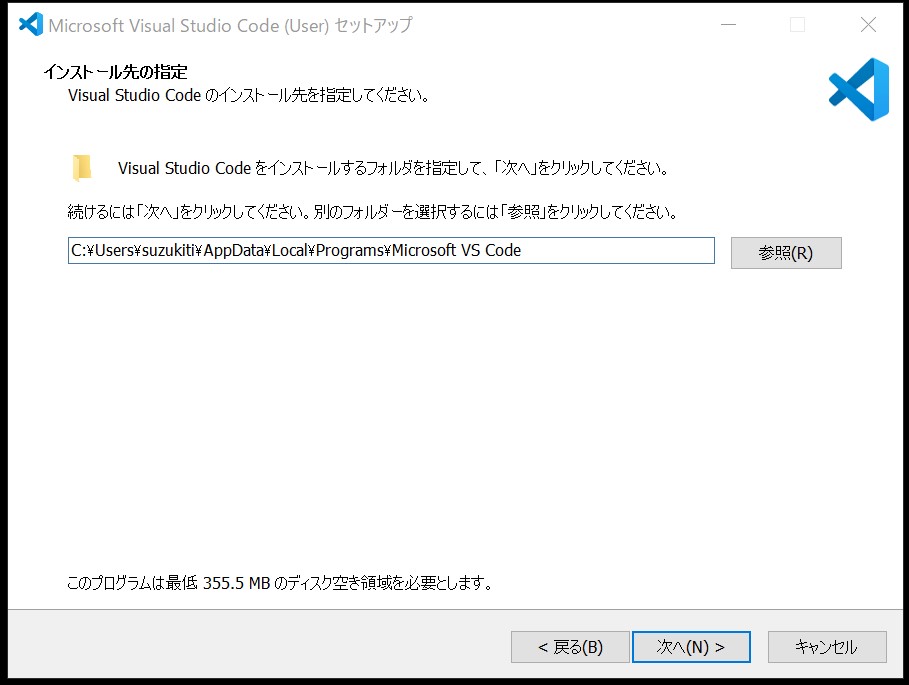 Microsoft Visual Studio Code (User) セットアップ
インストール先の指定
Visual Studio Code のインストール先を指定してください。
Visual Studio Code をインストールするフォルダを指定して、「次へ」をクリックしてください。
続けるには「次へ」をクリックしてください。別のフォルダーを選択するには「参照」をクリックしてください。
C:¥Users¥suzukiti¥AppData¥Local¥Programs¥Microsoft VS Code
参照(R)
このプログラムは最低 355.5 MB のディスク空き領域を必要とします。
< 戻る(B) 次へ(N) > キャンセル